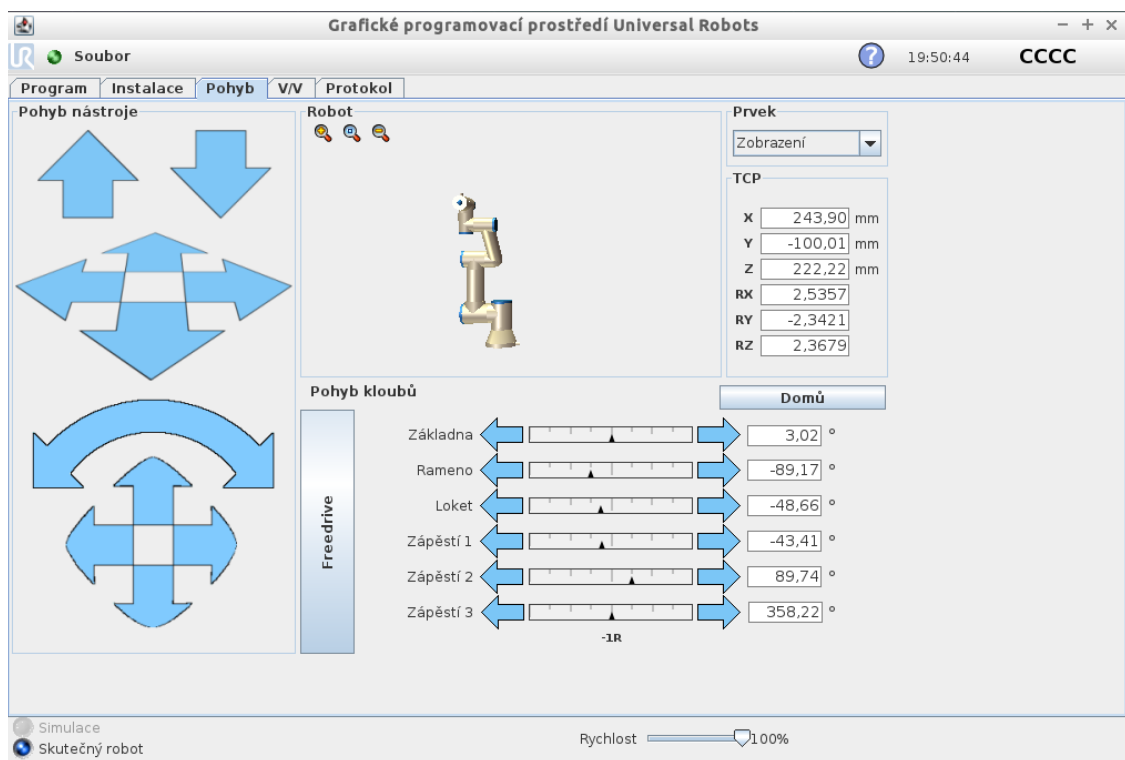 Grafické programovací prostředí Universal Robots
UR Soubor 19:50:44 CCCC
Program Instalace Pohyb V/V Protokol
Pohyb nástroje
Robot
Prvek
Zobrazení
TCP
X 243,90 mm
Y -100,01 mm
Z 222,22 mm
RX 2,5357
RY -2,3421
RZ 2,3679
Pohyb kloubů
Domů
Freedrive
Základna 3,02 °
Rameno -89,17 °
Loket -48,66 °
Zápěstí 1 -43,41 °
Zápěstí 2 89,74 °
Zápěstí 3 358,22 °
-1R
Simulace
Skutečný robot
Rychlost 100%